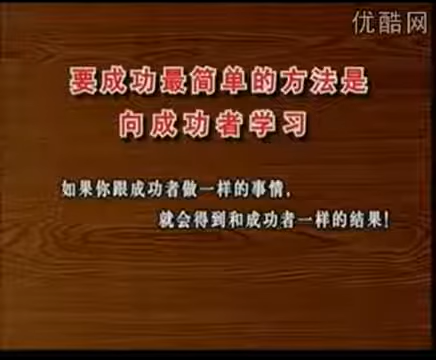 优酷网
要成功最简单的方法是
向成功者学习
如果你跟成功者做一样的事情,
就会得到和成功者一样的结果!